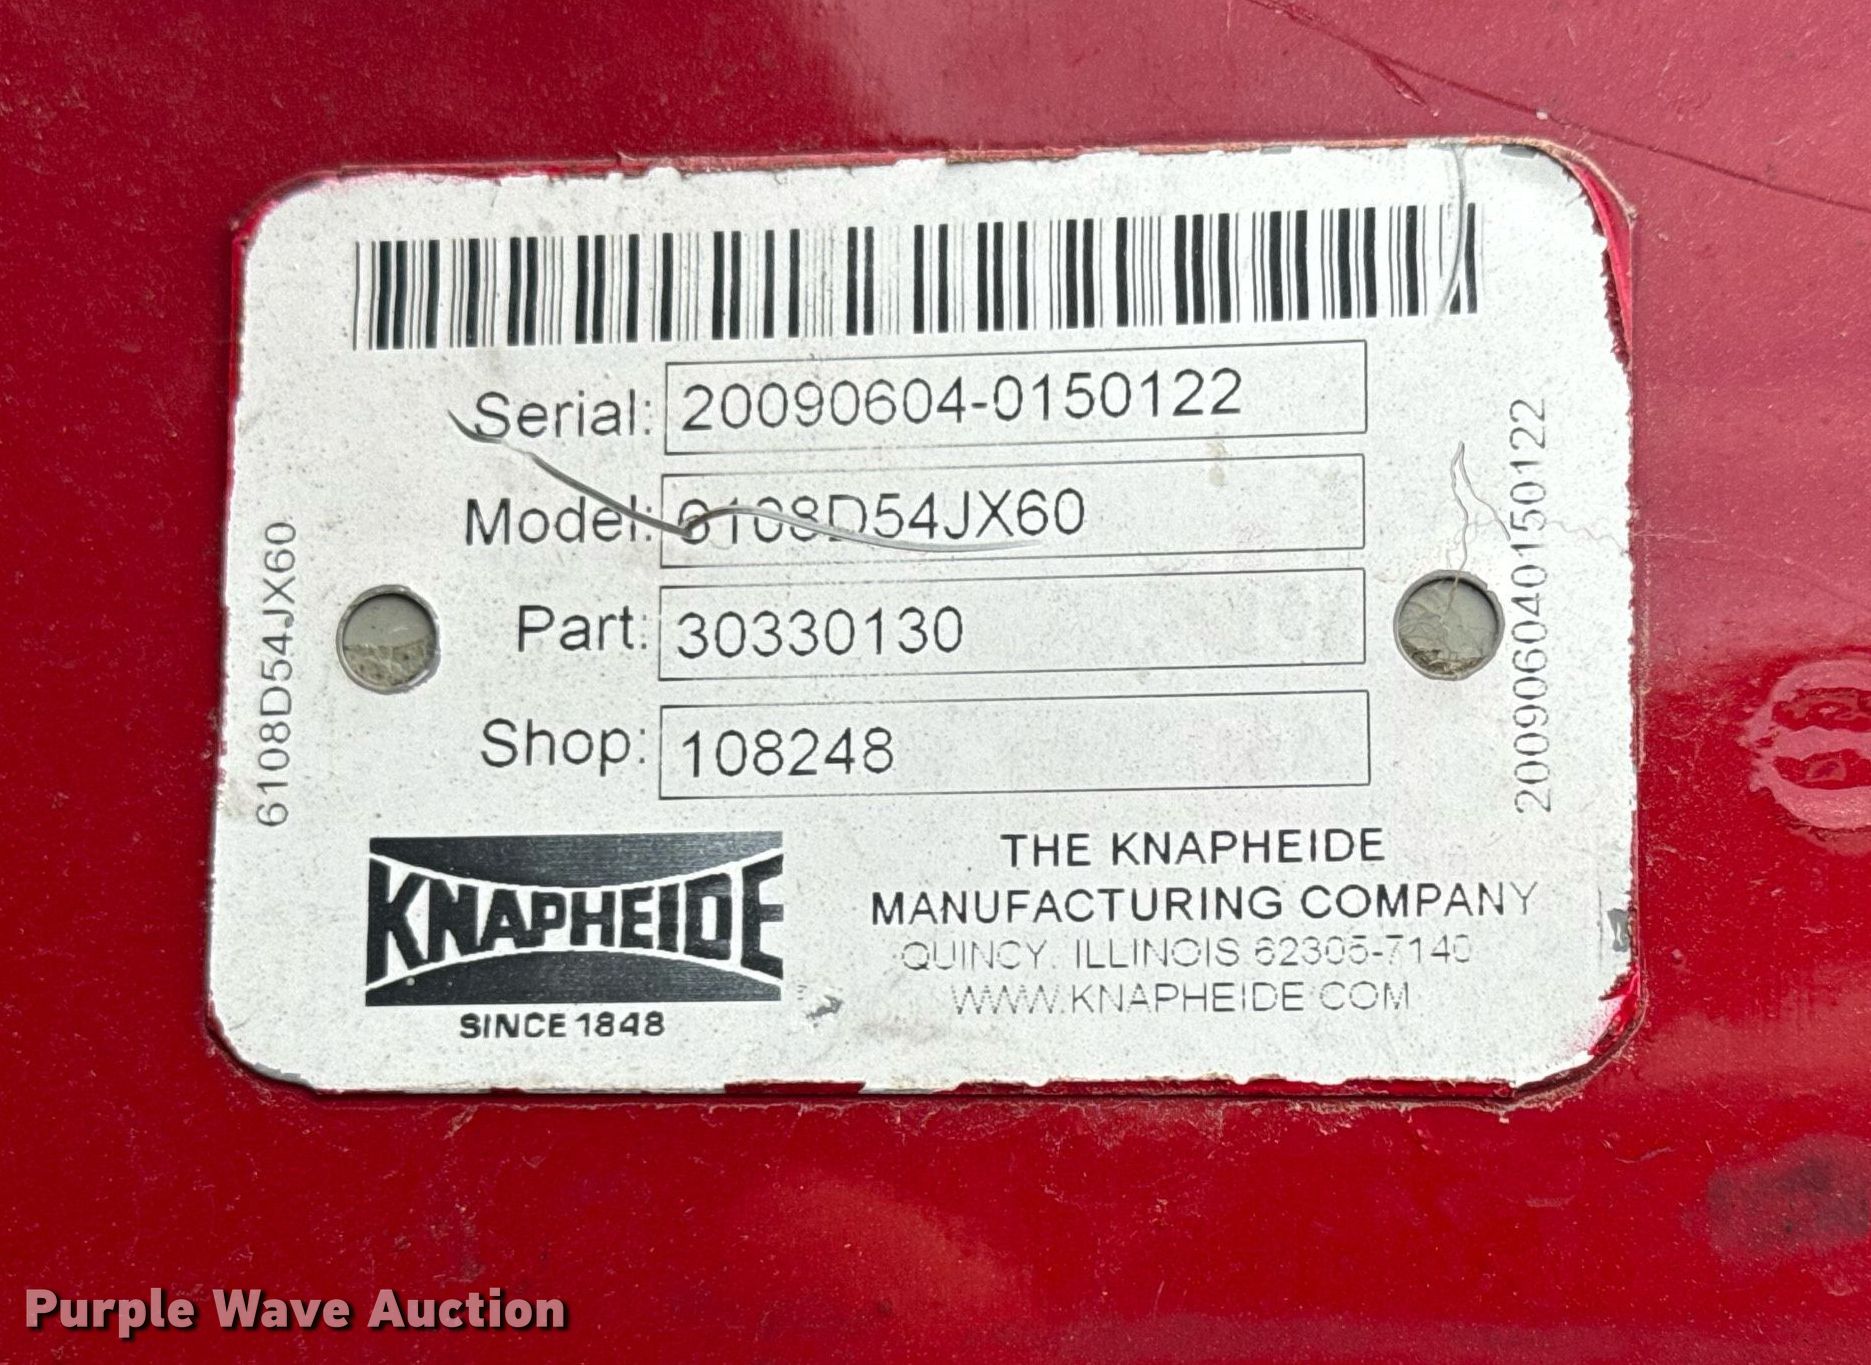 Serial: 20090604-0150122
Model: 6108D54JX60
Part: 30330130
Shop: 108248
6108D54JX60
200906040150122
KNAPHEIDE
SINCE 1848
THE KNAPHEIDE
MANUFACTURING COMPANY
QUINCY, ILLINOIS 62305-7140
WWW.KNAPHEIDE.COM
Purple Wave Auction